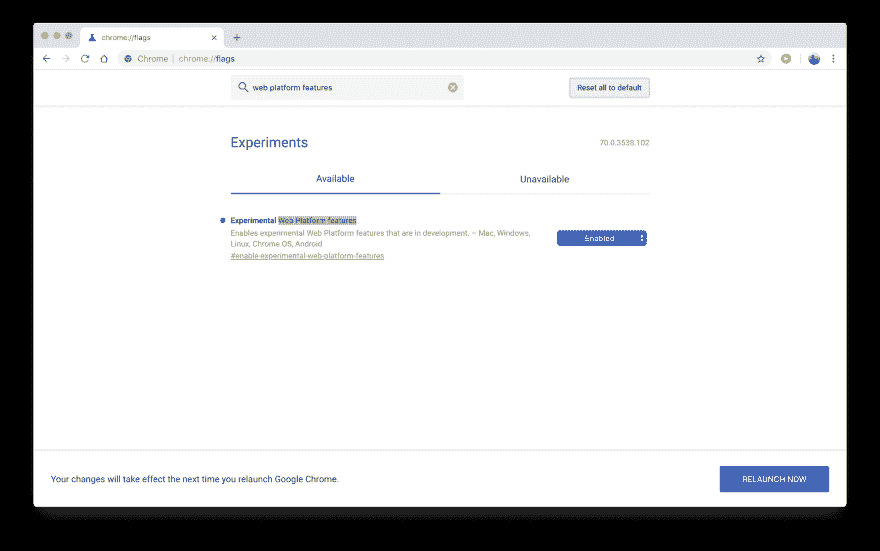 chrome://flags
Chrome | chrome://flags
web platform features
Reset all to default
Experiments
70.0.3538.102
Available
Unavailable
Experimental Web Platform features
Enables experimental Web Platform features that are in development. – Mac, Windows,
Linux, Chrome OS, Android
#enable-experimental-web-platform-features
Enabled
Your changes will take effect the next time you relaunch Google Chrome.
RELAUNCH NOW